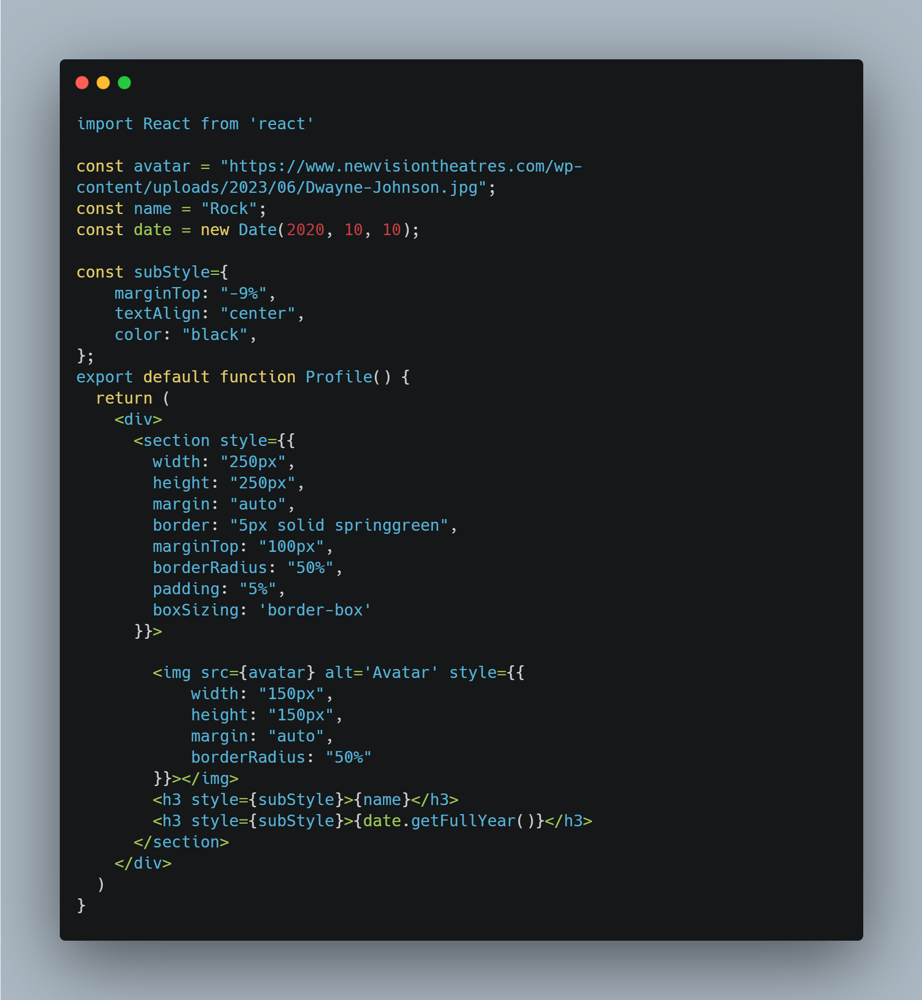 import React from 'react'

const avatar = "https://www.newvisiontheatres.com/wp-
content/uploads/2023/06/Dwayne-Johnson.jpg";
const name = "Rock";
const date = new Date(2020, 10, 10);

const subStyle={
    marginTop: "-9%",
    textAlign: "center",
    color: "black",
};
export default function Profile() {
  return (
    <div>
      <section style={{
        width: "250px",
        height: "250px",
        margin: "auto",
        border: "5px solid springgreen",
        marginTop: "100px",
        borderRadius: "50%",
        padding: "5%",
        boxSizing: 'border-box'
      }}>

        <img src={avatar} alt='Avatar' style={{
            width: "150px",
            height: "150px",
            margin: "auto",
            borderRadius: "50%"
        }}></img>
        <h3 style={subStyle}>{name}</h3>
        <h3 style={subStyle}>{date.getFullYear()}</h3>
      </section>
    </div>
  )
}